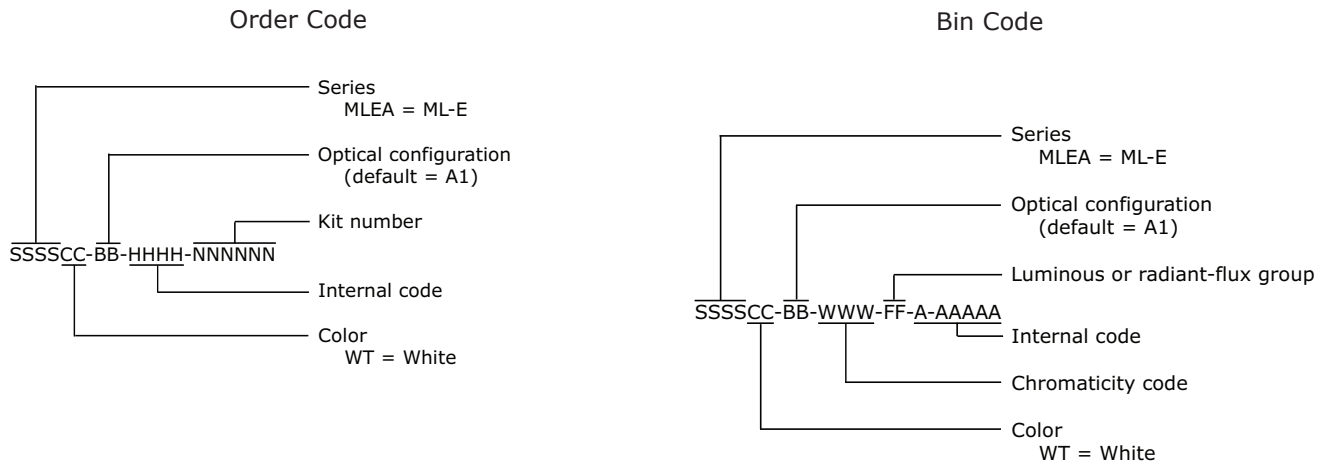 Order Code
Series
MLEA = ML-E
Optical configuration
(default = A1)
Kit number
SSSSCC-BB-HHHH-NNNNNN
Internal code
Color
WT = White
Bin Code
Series
MLEA = ML-E
Optical configuration
(default = A1)
Luminous or radiant-flux group
SSSSCC-BB-WWW-FF-A-AAAAA
Internal code
Chromaticity code
Color
WT = White